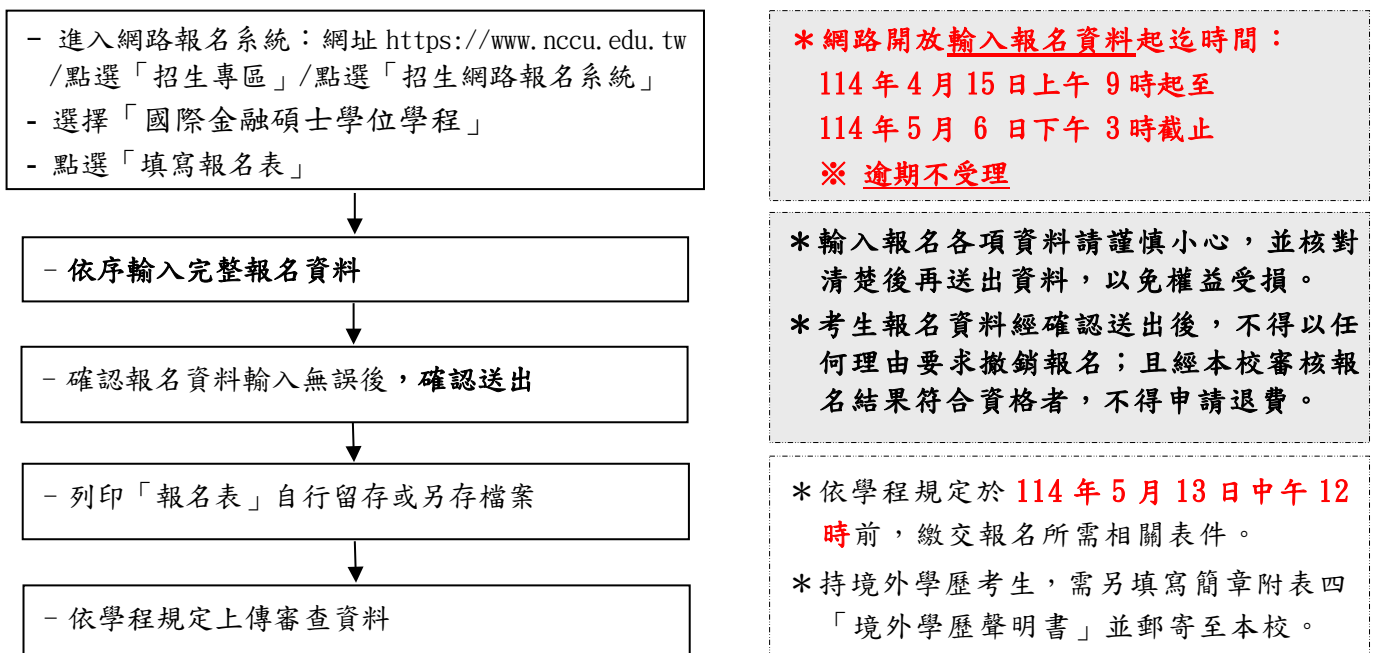 - 進入網路報名系統：網址 https://www.nccu.edu.tw
/點選「招生專區」/點選「招生網路報名系統」
- 選擇「國際金融碩士學位學程」
- 點選「填寫報名表」
- 依序輸入完整報名資料
- 確認報名資料輸入無誤後，確認送出
- 列印「報名表」自行留存或另存檔案
- 依學程規定上傳審查資料
＊網路開放輸入報名資料起迄時間：
114 年 4 月 15 日上午 9 時起至
114 年 5 月 6 日下午 3 時截止
※ 逾期不受理
＊輸入報名各項資料請謹慎小心，並核對
清楚後再送出資料，以免權益受損。
＊考生報名資料經確認送出後，不得以任
何理由要求撤銷報名；且經本校審核報
名結果符合資格者，不得申請退費。
＊依學程規定於 114 年 5 月 13 日中午 12
時前，繳交報名所需相關表件。
＊持境外學歷考生，需另填寫簡章附表四
「境外學歷聲明書」並郵寄至本校。